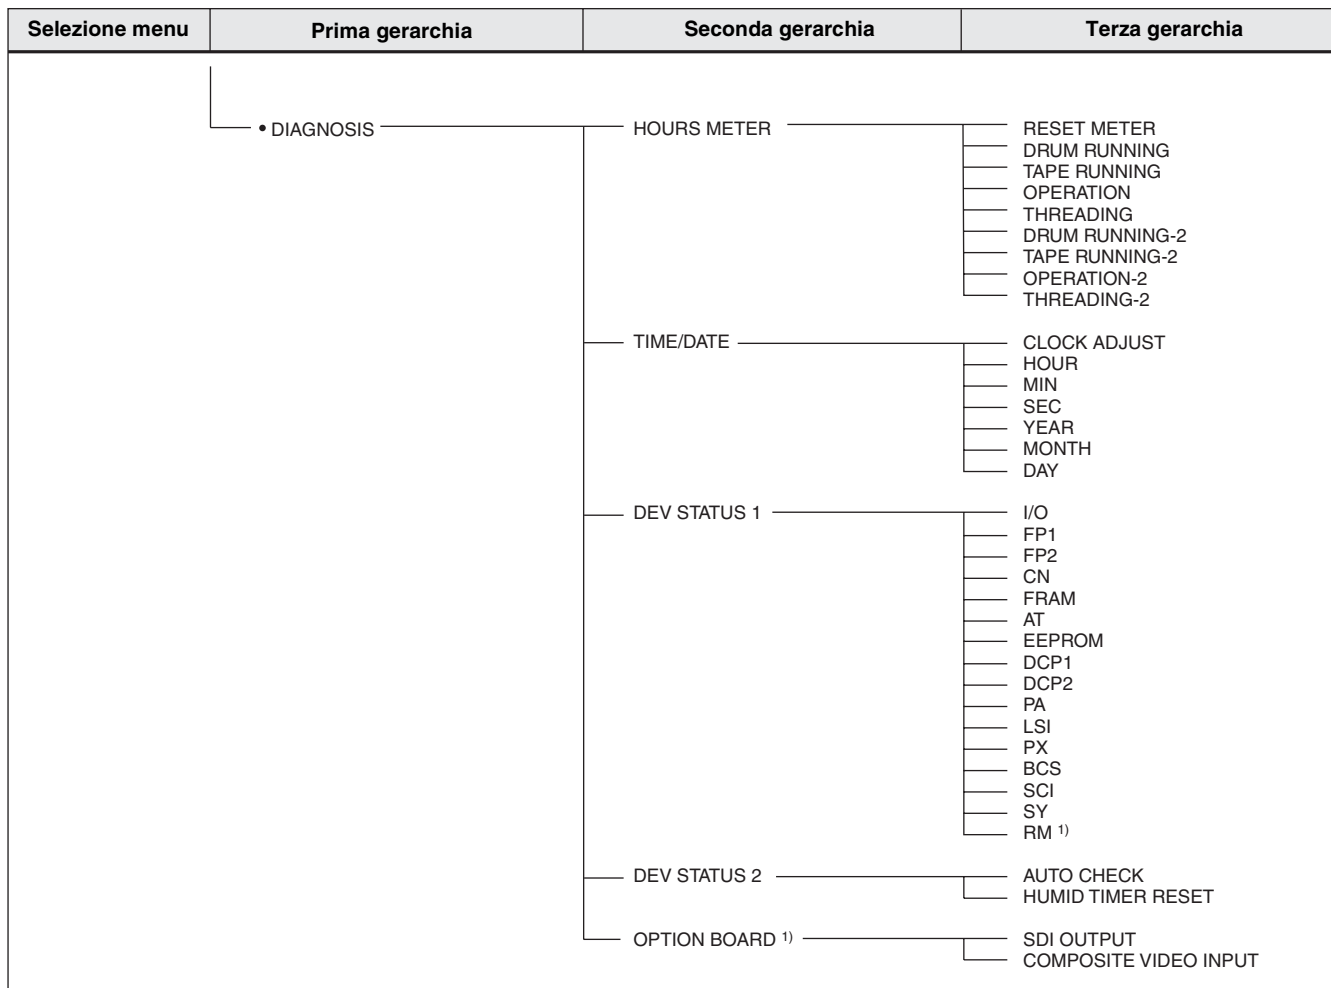 Selezione menu Prima gerarchia Seconda gerarchia Terza gerarchia
• DIAGNOSIS HOURS METER RESET METER
DRUM RUNNING
TAPE RUNNING
OPERATION
THREADING
DRUM RUNNING-2
TAPE RUNNING-2
OPERATION-2
THREADING-2
TIME/DATE CLOCK ADJUST
HOUR
MIN
SEC
YEAR
MONTH
DAY
DEV STATUS 1 I/O
FP1
FP2
CN
FRAM
AT
EEPROM
DCP1
DCP2
PA
LSI
PX
BCS
SCI
SY
RM 1)
DEV STATUS 2 AUTO CHECK
HUMID TIMER RESET
OPTION BOARD 1) SDI OUTPUT
COMPOSITE VIDEO INPUT